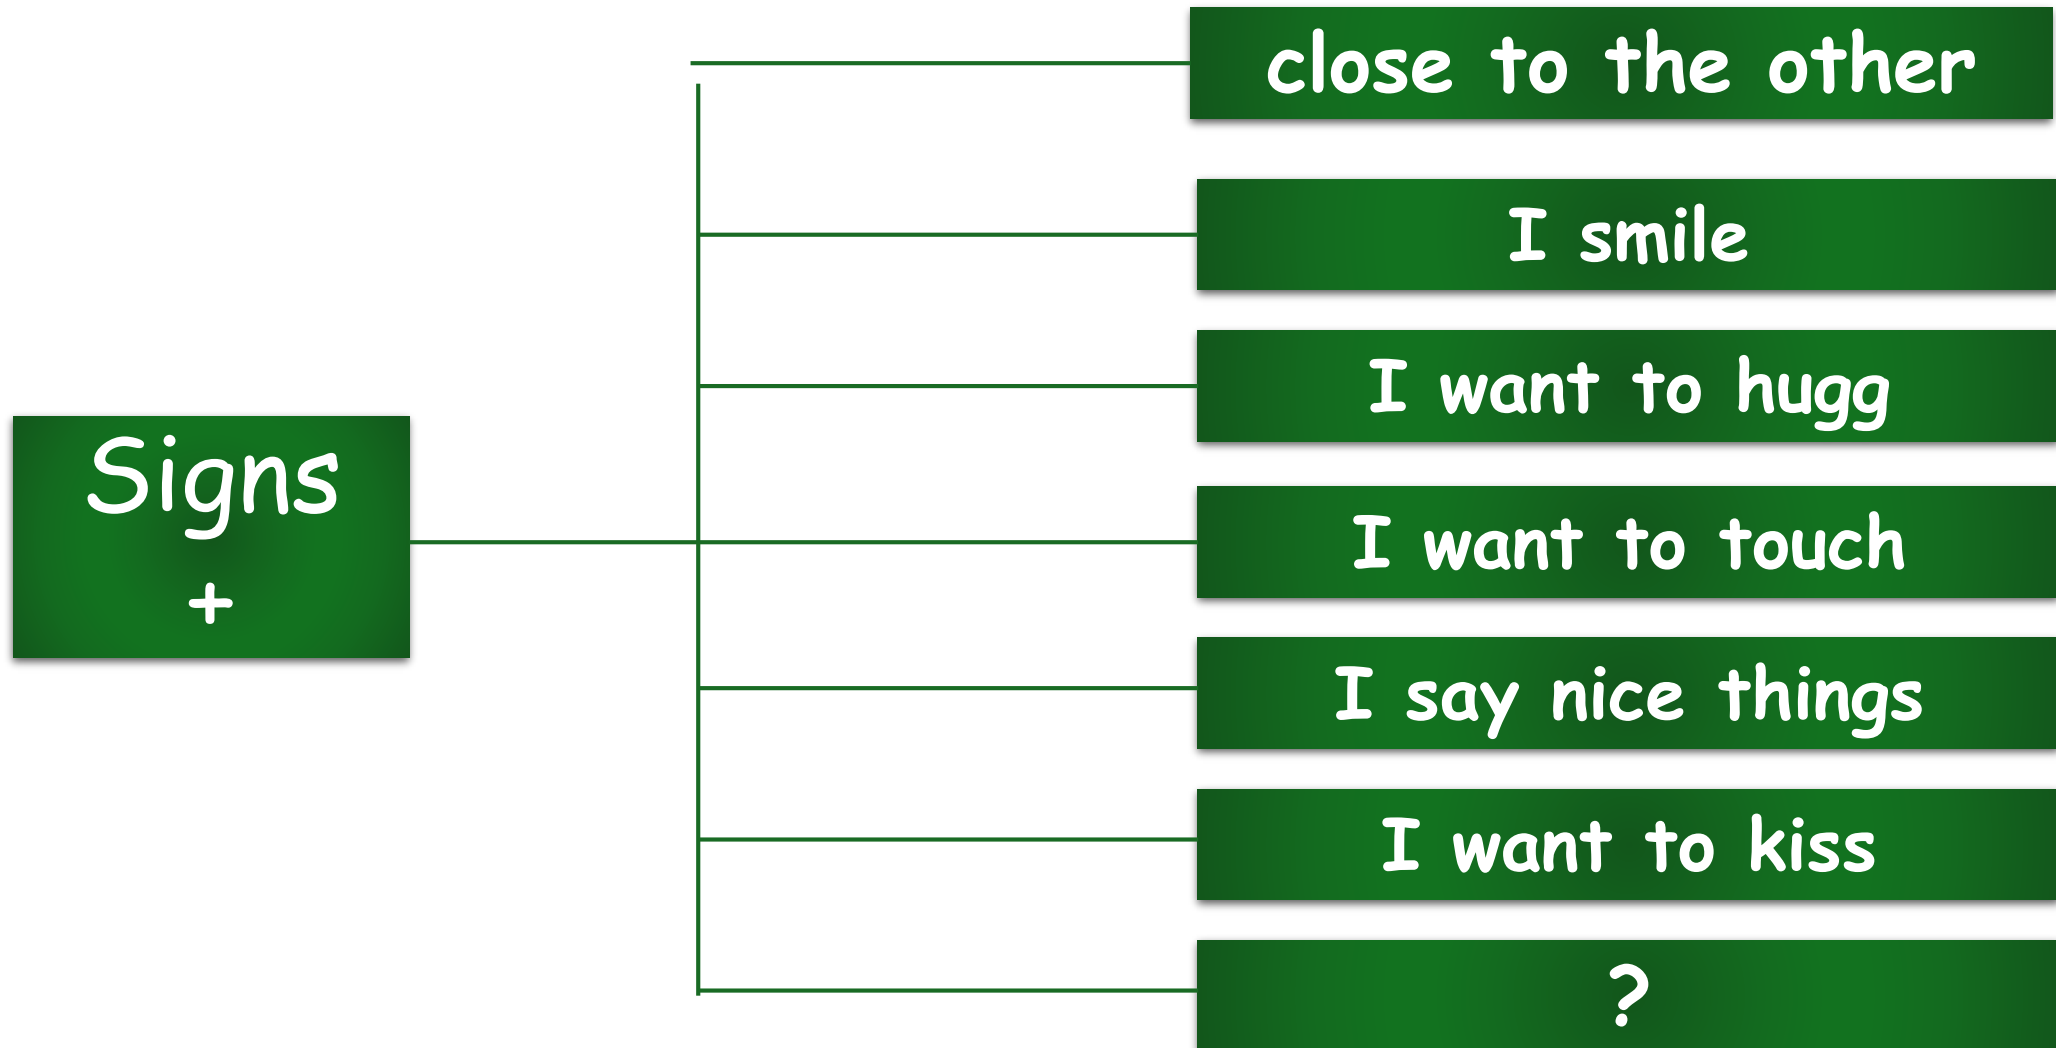 Signs
+
close to the other
I smile
I want to hugg
I want to touch
I say nice things
I want to kiss
?